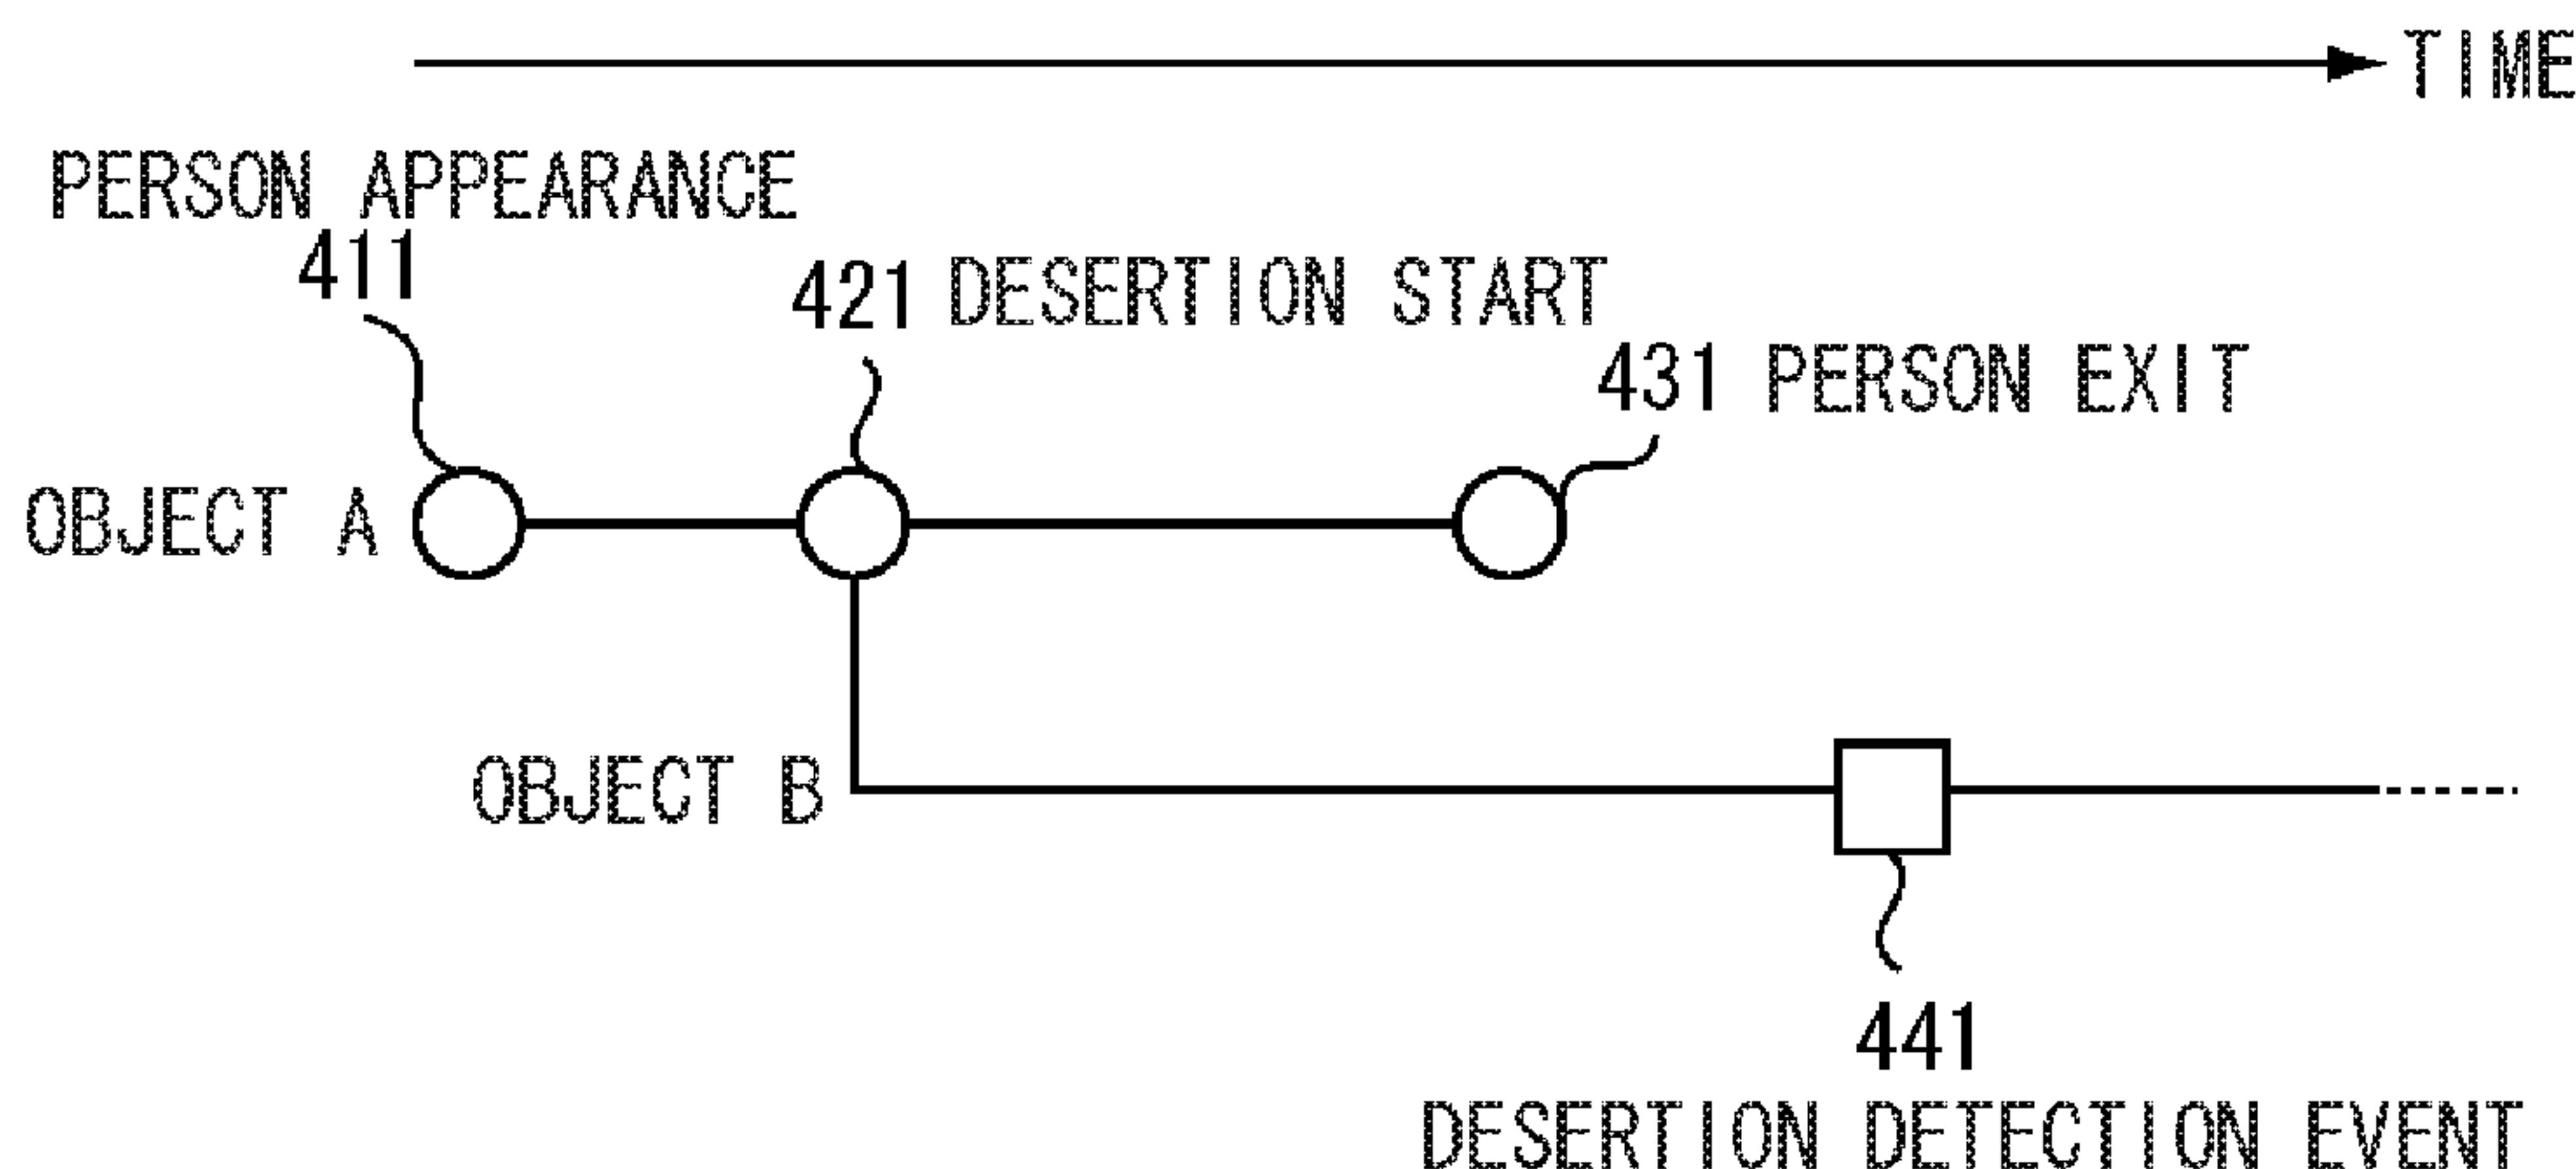 TIME
PERSON APPEARANCE
411
421 DESERTION START
431 PERSON EXIT
OBJECT A
OBJECT B
441
DESERTION DETECTION EVENT